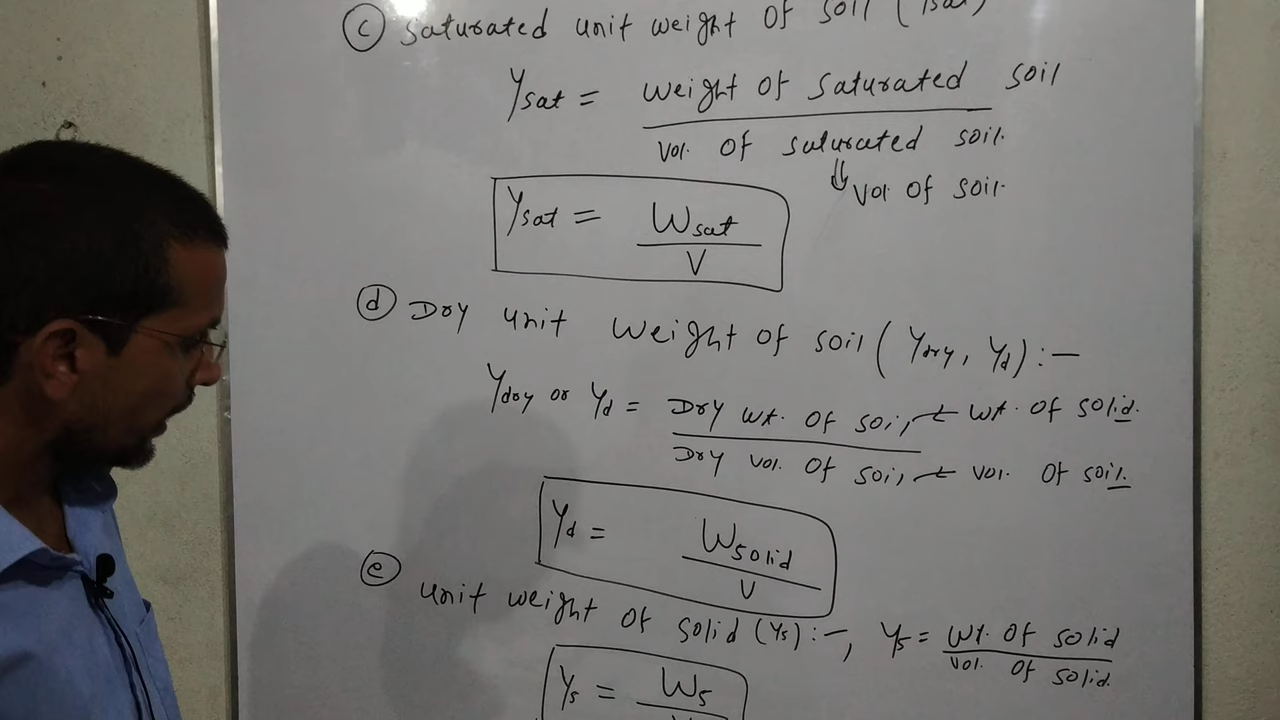 (c) Saturated unit weight of soil (γsat)
γsat = weight of saturated soil
vol. of saturated soil.
⇓ vol. of soil.
γsat = Wsat
V
(d) Dry unit weight of soil (γdry, γd) :-
γdry or γd = Dry wt. of soil ← wt. of solid.
Dry vol. of soil ← vol. of soil.
γd = Wsolid
V
(e) unit weight of solid (γs) :-, γs = wt. of solid
vol. of solid.
γs = Ws